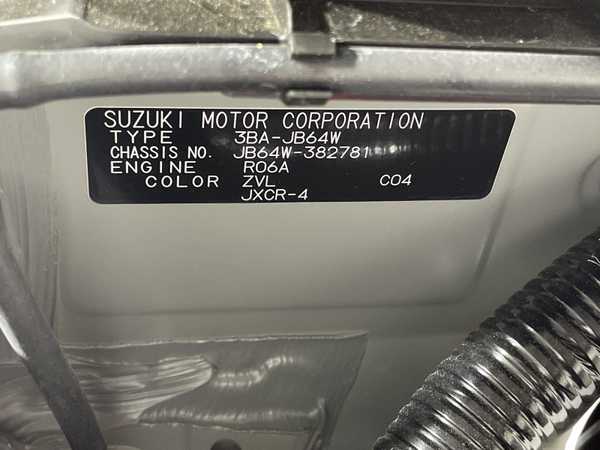 SUZUKI MOTOR CORPORATION
TYPE 3BA-JB64W
CHASSIS NO. JB64W-382781
ENGINE R06A
COLOR ZVL C04
JXCR-4